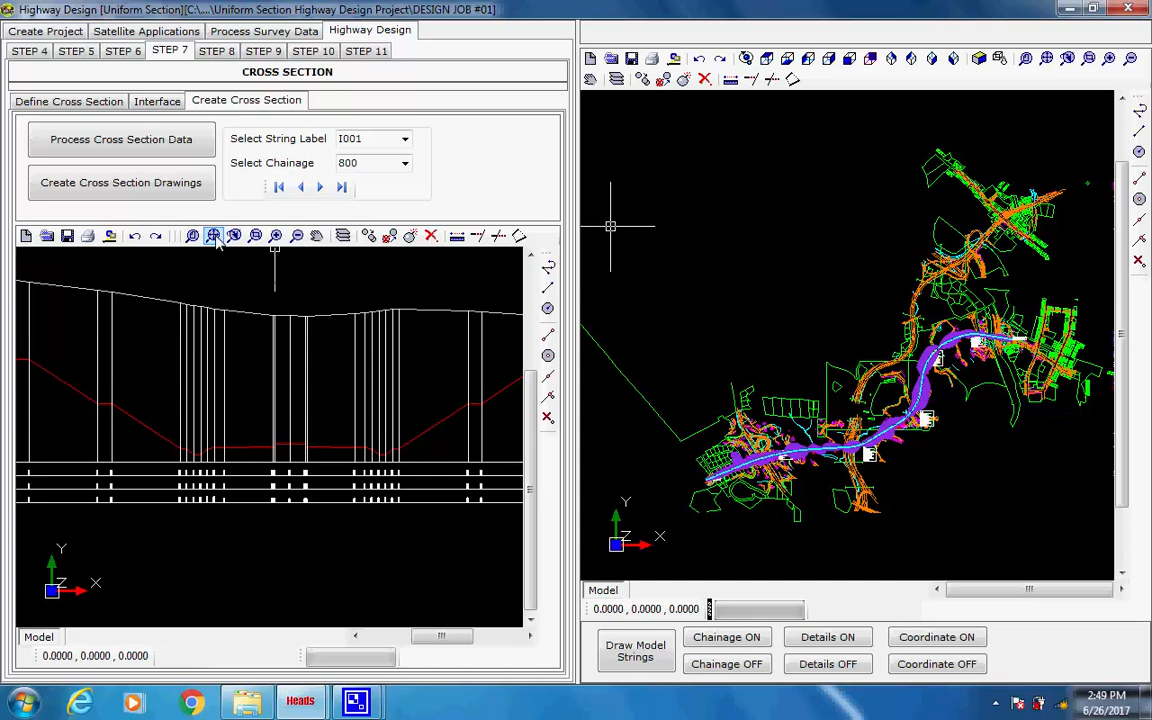 Highway Design [Uniform Section][C:\...\Uniform Section Highway Design Project\DESIGN JOB #01]
Create Project
Satellite Applications
Process Survey Data
Highway Design
STEP 4
STEP 5
STEP 6
STEP 7
STEP 8
STEP 9
STEP 10
STEP 11
CROSS SECTION
Define Cross Section
Interface
Create Cross Section
Process Cross Section Data
Select String Label
I001
Select Chainage
800
Create Cross Section Drawings
Y
Z
X
Model
0.0000 , 0.0000 , 0.0000
Y
Z
X
Model
0.0000 , 0.0000 , 0.0000
Draw Model
Strings
Chainage ON
Details ON
Coordinate ON
Chainage OFF
Details OFF
Coordinate OFF
Heads
2:49 PM
6/26/2017